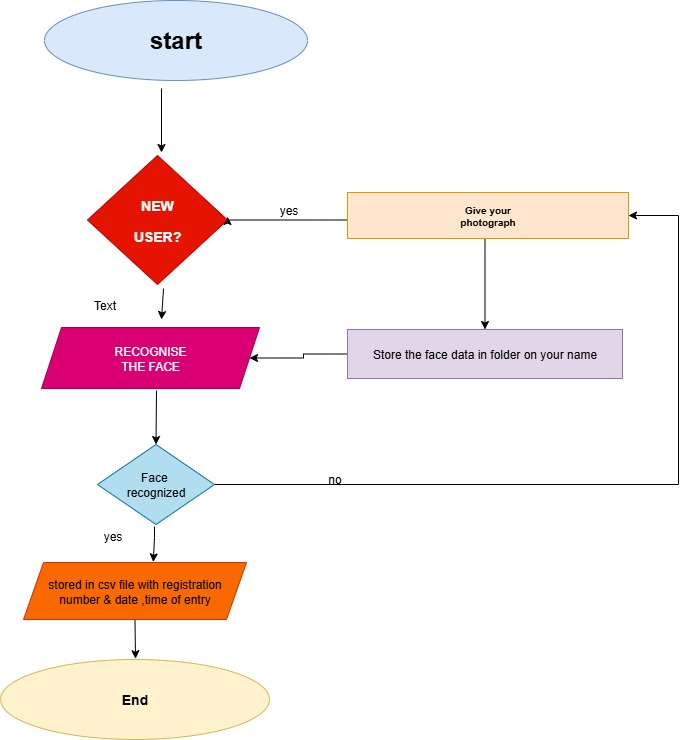 start
NEW
USER?
yes
Give your
photograph
Text
RECOGNISE
THE FACE
Store the face data in folder on your name
Face
recognized
no
yes
stored in csv file with registration
number & date ,time of entry
End